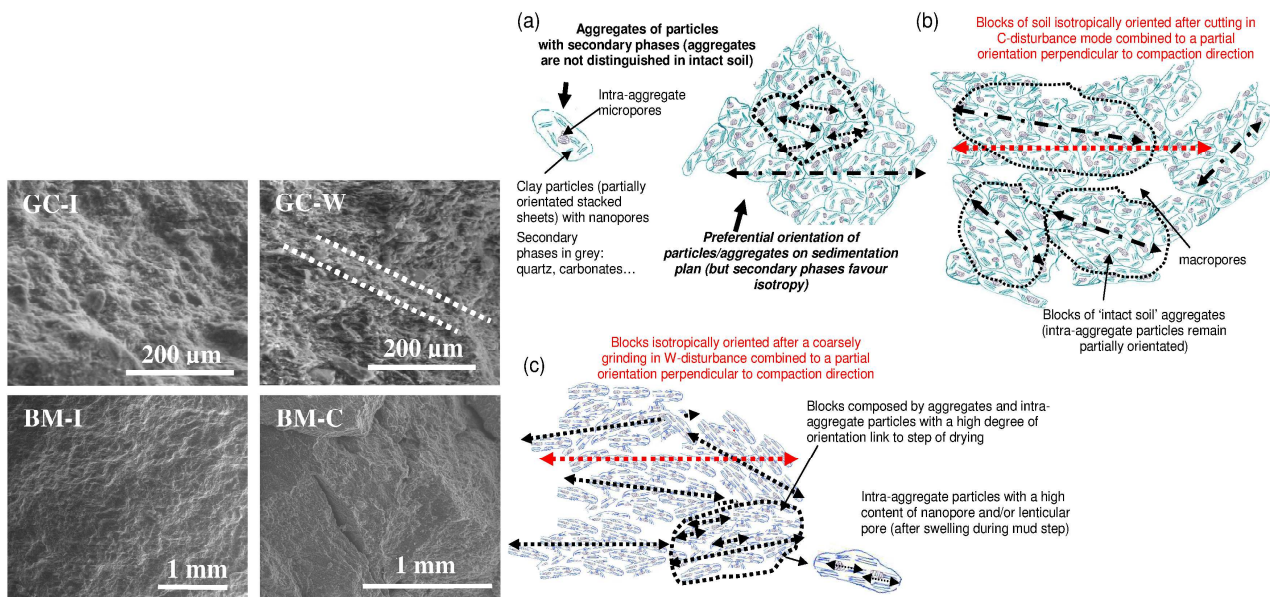 GC-I
200 µm
GC-W
200 µm
BM-I
1 mm
BM-C
1 mm
(a)
Aggregates of particles
with secondary phases (aggregates
are not distinguished in intact soil)
Intra-aggregate
micropores
Clay particles (partially
orientated stacked
sheets) with nanopores
Secondary
phases in grey:
quartz, carbonates…
Preferential orientation of
particles/aggregates on sedimentation
plan (but secondary phases favour
isotropy)
(b)
Blocks of soil isotropically oriented after cutting in
C-disturbance mode combined to a partial
orientation perpendicular to compaction direction
macropores
Blocks of ‘intact soil’ aggregates
(intra-aggregate particles remain
partially orientated)
(c)
Blocks isotropically oriented after a coarsely
grinding in W-disturbance combined to a partial
orientation perpendicular to compaction direction
Blocks composed by aggregates and intra-
aggregate particles with a high degree of
orientation link to step of drying
Intra-aggregate particles with a high
content of nanopore and/or lenticular
pore (after swelling during mud step)